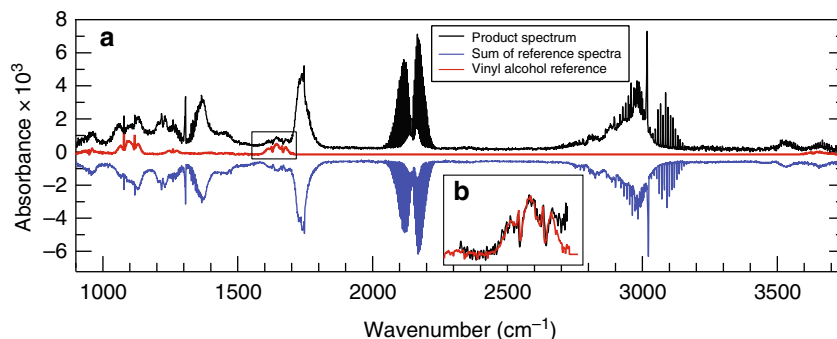 Absorbance × 10³
8
6
4
2
0
−2
−4
−6
a
Product spectrum
Sum of reference spectra
Vinyl alcohol reference
b
1000 1500 2000 2500 3000 3500
Wavenumber (cm⁻¹)